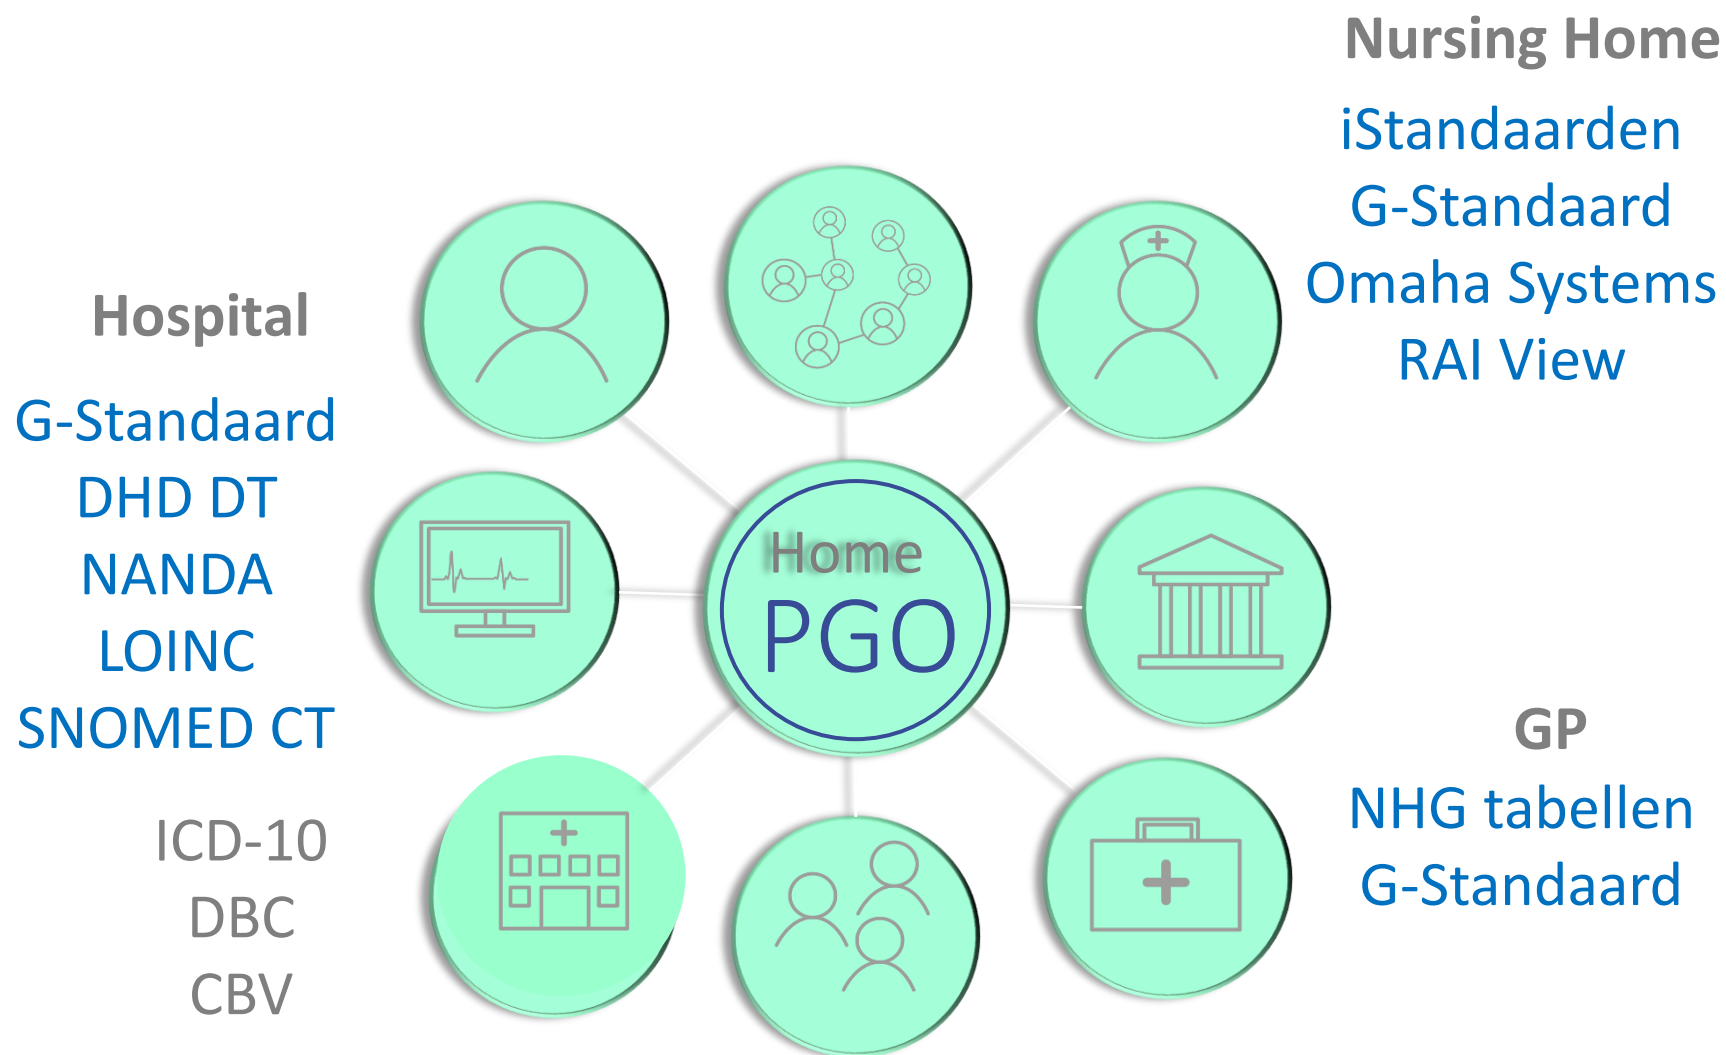 Nursing Home
iStandaarden
G-Standaard
Omaha Systems
RAI View
Hospital
G-Standaard
DHD DT
NANDA
LOINC
SNOMED CT
ICD-10
DBC
CBV
Home
PGO
GP
NHG tabellen
G-Standaard